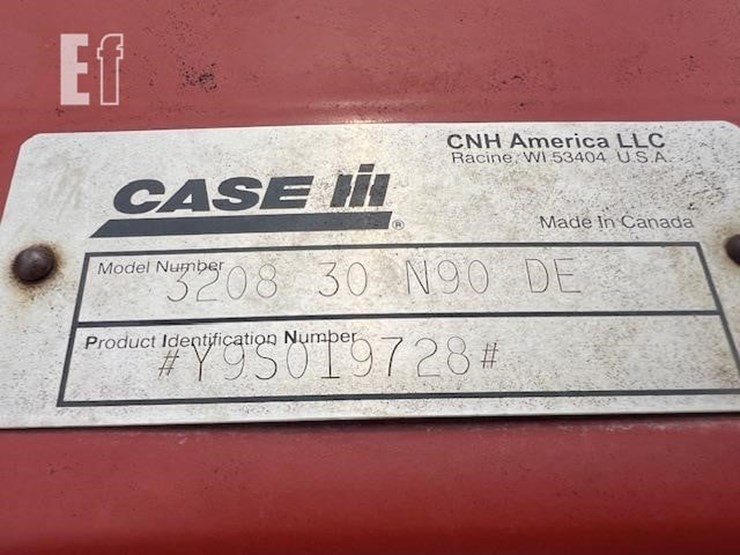 Ef
CNH America LLC
Racine, WI 53404 U.S.A.
CASE IH
®
Made In Canada
Model Number
3208 30 N90 DE
Product Identification Number
#Y9S019728#